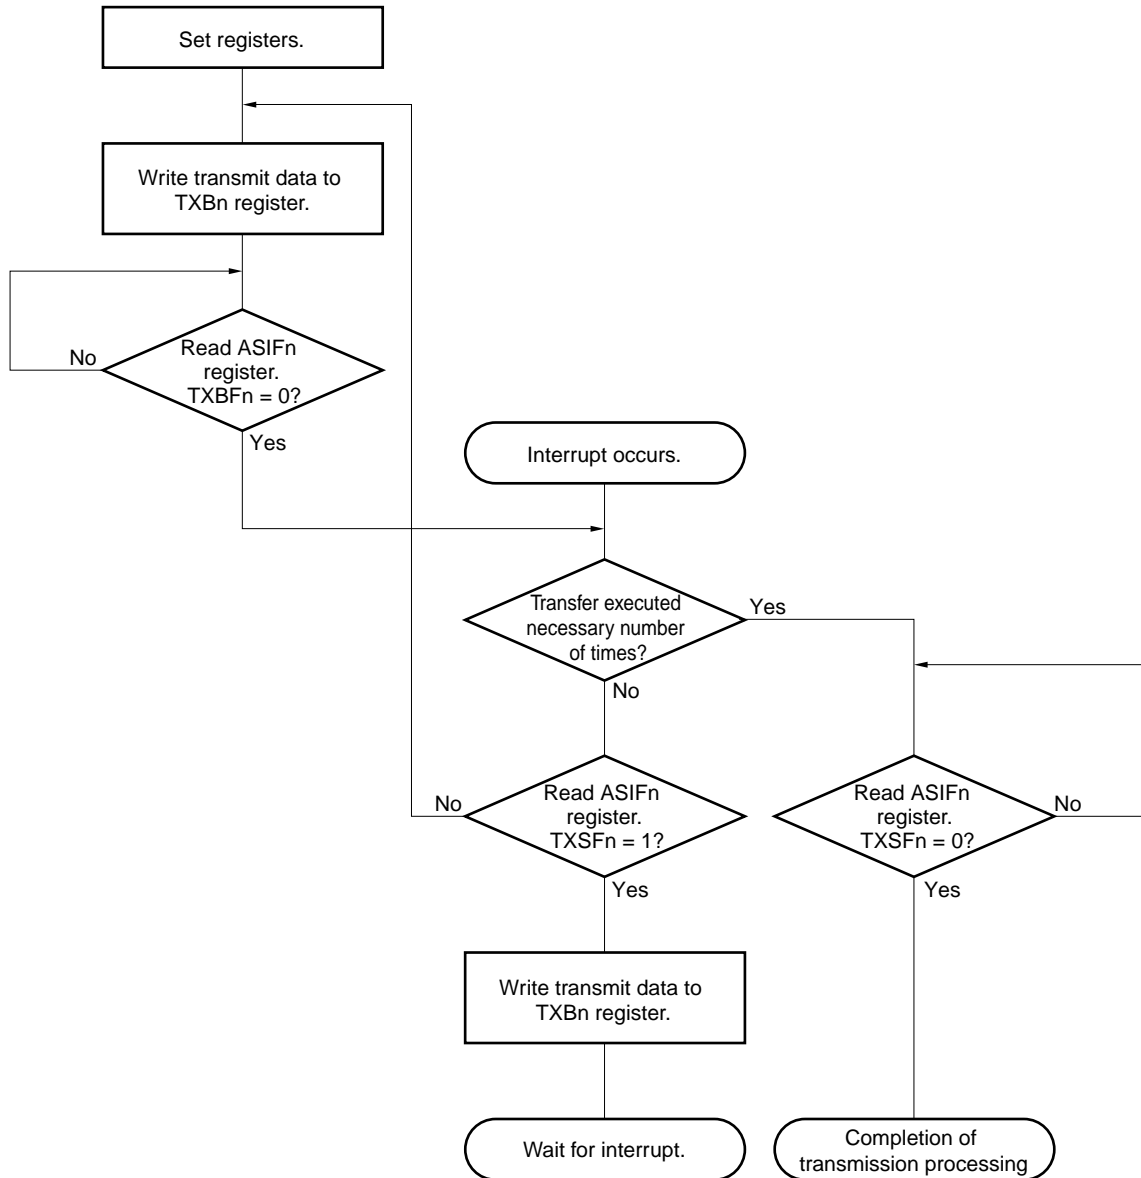 Set registers.
Write transmit data to
TXBn register.
No
Read ASIFn
register.
TXBFn = 0?
Yes
Interrupt occurs.
Transfer executed
necessary number
of times?
Yes
No
No
Read ASIFn
register.
TXSFn = 1?
Yes
Read ASIFn
register.
TXSFn = 0?
No
Yes
Write transmit data to
TXBn register.
Wait for interrupt.
Completion of
transmission processing